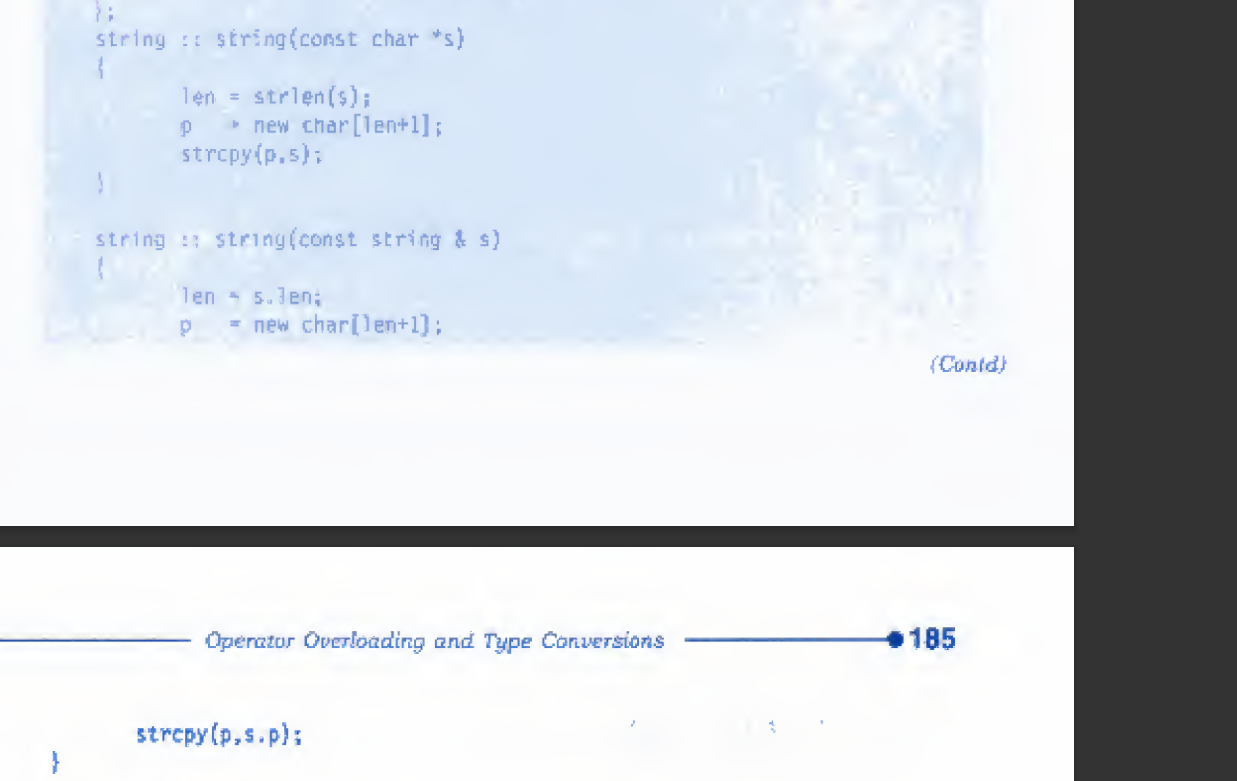 };
string :: string(const char *s)
{
len = strlen(s);
p = new char[len+1];
strcpy(p,s);
}
string :: string(const string & s)
{
len = s.len;
p = new char[len+1];
(Contd)
Operator Overloading and Type Conversions 185
strcpy(p,s.p);
}